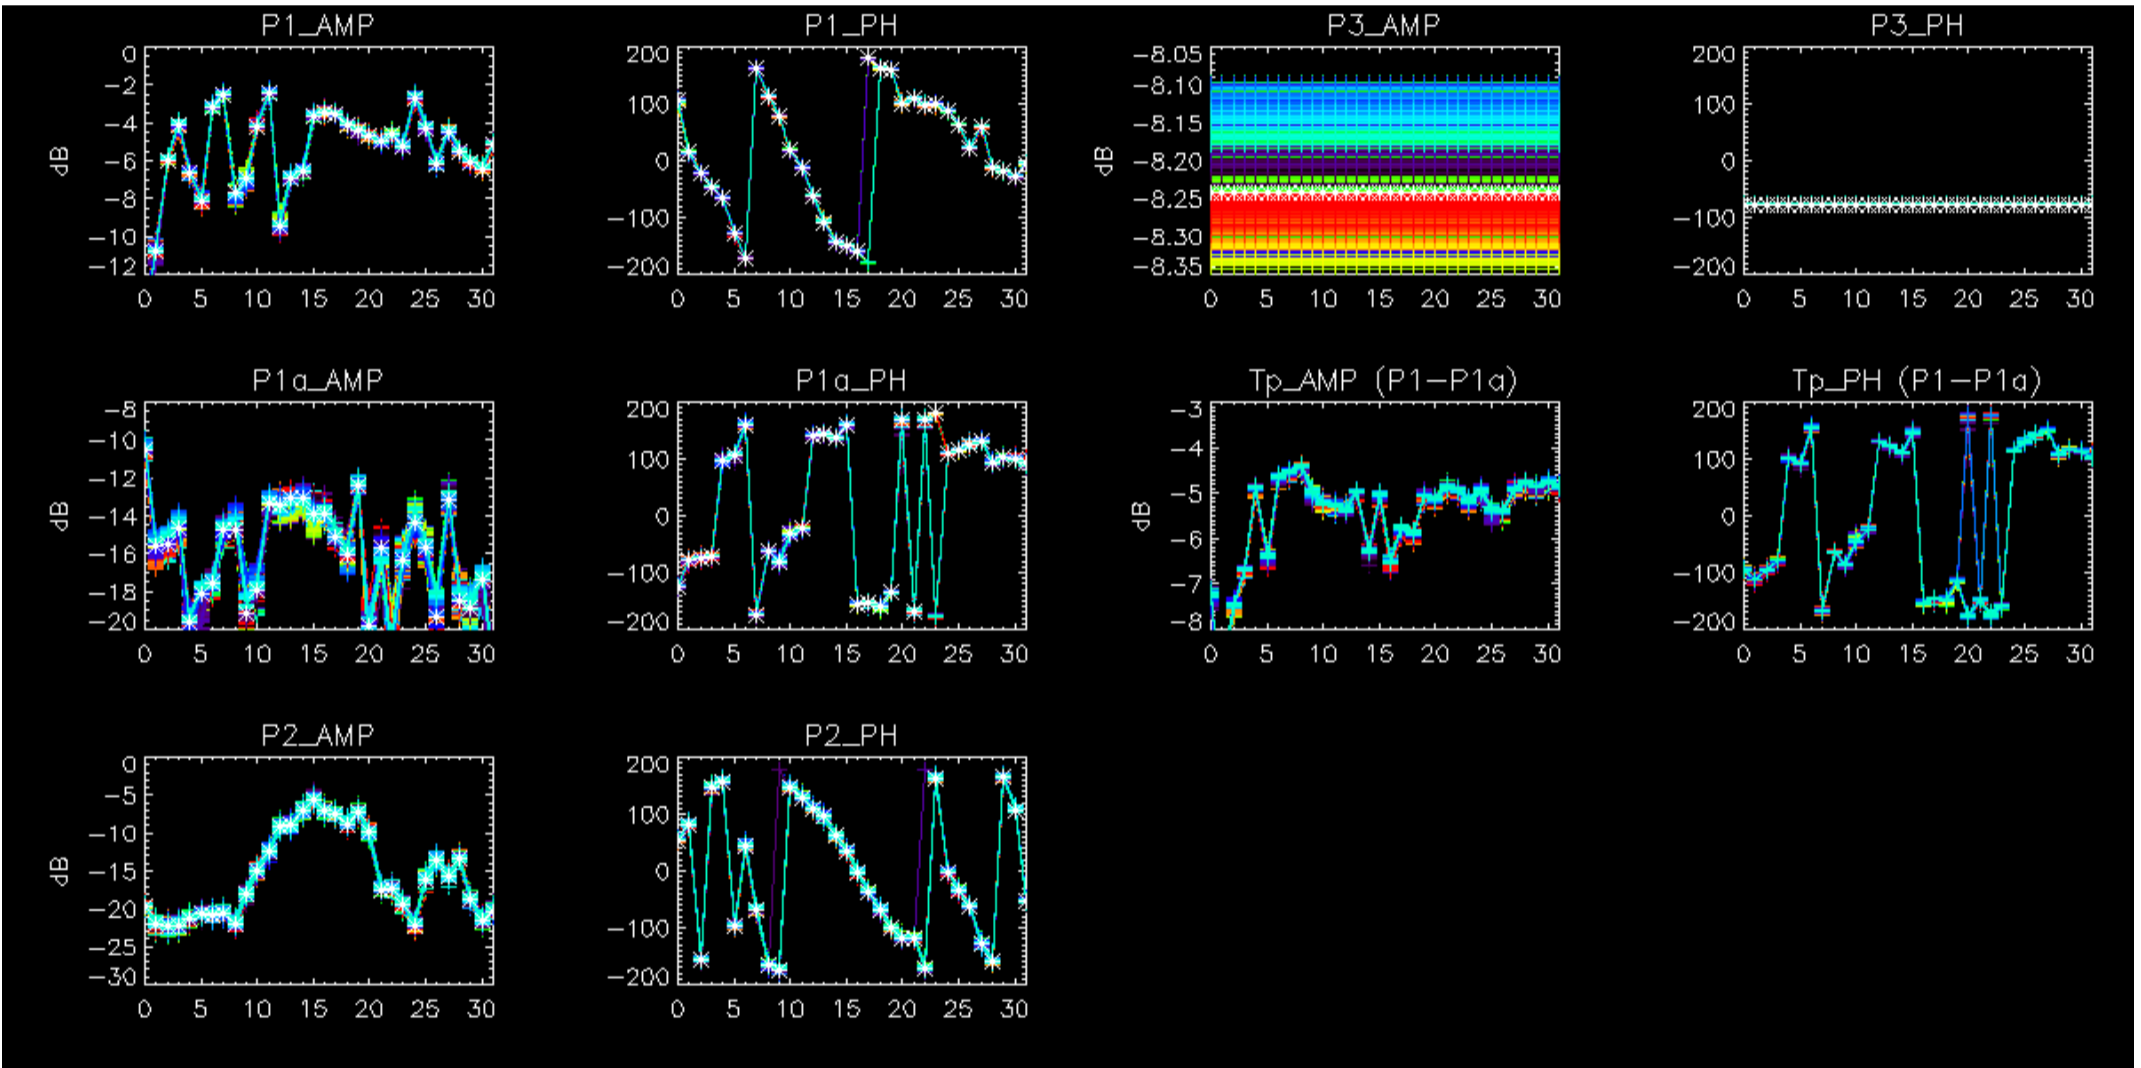 P1_AMP
0
-2
-4
-6
-8
-10
-12
dB
0 5 10 15 20 25 30
P1_PH
200
100
0
-100
-200
0 5 10 15 20 25 30
P3_AMP
-8.05
-8.10
-8.15
-8.20
-8.25
-8.30
-8.35
dB
0 5 10 15 20 25 30
P3_PH
200
100
0
-100
-200
0 5 10 15 20 25 30
P1a_AMP
-8
-10
-12
-14
-16
-18
-20
dB
0 5 10 15 20 25 30
P1a_PH
200
100
0
-100
-200
0 5 10 15 20 25 30
Tp_AMP (P1-P1a)
-3
-4
-5
-6
-7
-8
dB
0 5 10 15 20 25 30
Tp_PH (P1-P1a)
200
100
0
-100
-200
0 5 10 15 20 25 30
P2_AMP
0
-5
-10
-15
-20
-25
-30
dB
0 5 10 15 20 25 30
P2_PH
200
100
0
-100
-200
0 5 10 15 20 25 30